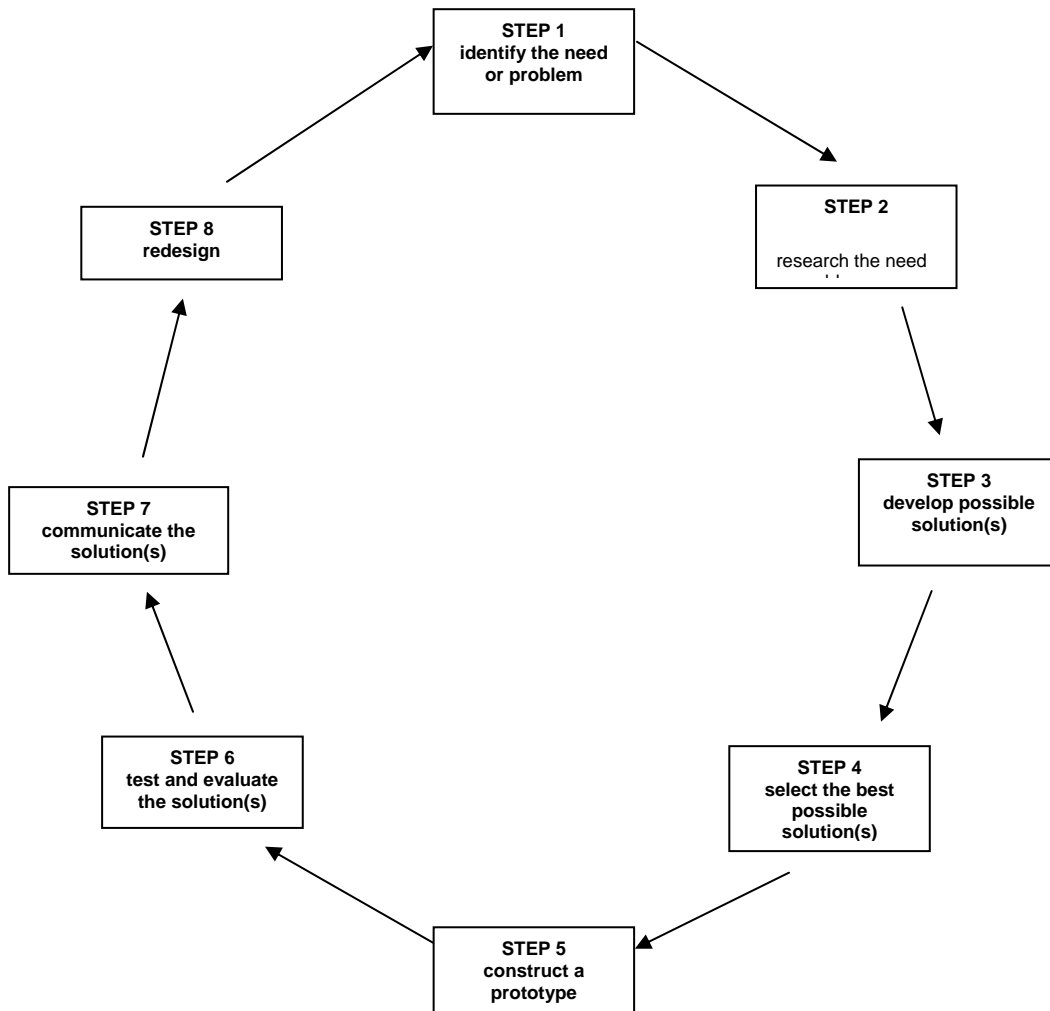 STEP 1
identify the need
or problem
STEP 2
research the need
STEP 3
develop possible
solution(s)
STEP 4
select the best
possible
solution(s)
STEP 5
construct a
prototype
STEP 6
test and evaluate
the solution(s)
STEP 7
communicate the
solution(s)
STEP 8
redesign